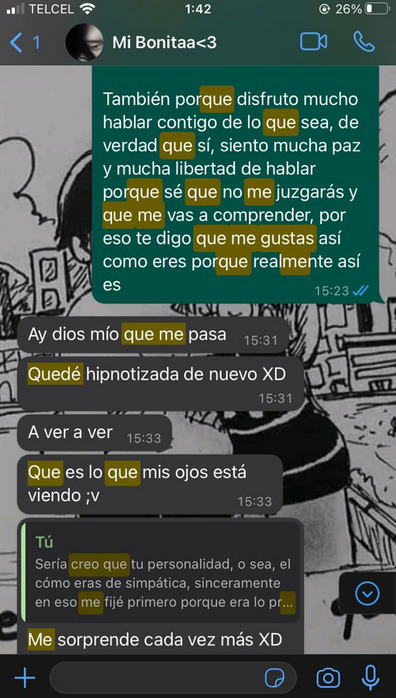 TELCEL
1:42
26%
1
Mi Bonitaa<3
También porque disfruto mucho
hablar contigo de lo que sea, de
verdad que sí, siento mucha paz
y mucha libertad de hablar
porque sé que no me juzgarás y
que me vas a comprender, por
eso te digo que me gustas así
como eres porque realmente así
es
15:23
Ay dios mío que me pasa
15:31
Quedé hipnotizada de nuevo XD
15:31
A ver a ver
15:33
Que es lo que mis ojos está
viendo ;v
15:33
Tú
Sería creo que tu personalidad, o sea, el
cómo eras de simpática, sinceramente
en eso me fijé primero porque era lo pr...
Me sorprende cada vez más XD